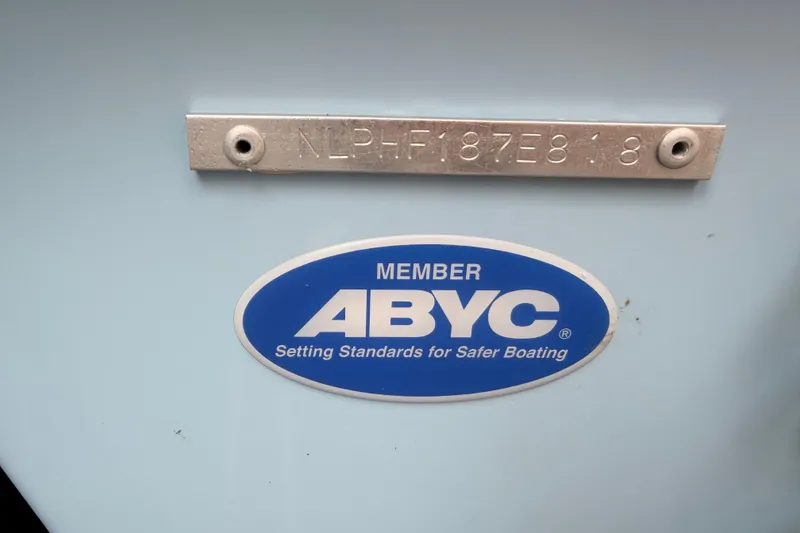 NLPHF187E818
MEMBER
ABYC®
Setting Standards for Safer Boating